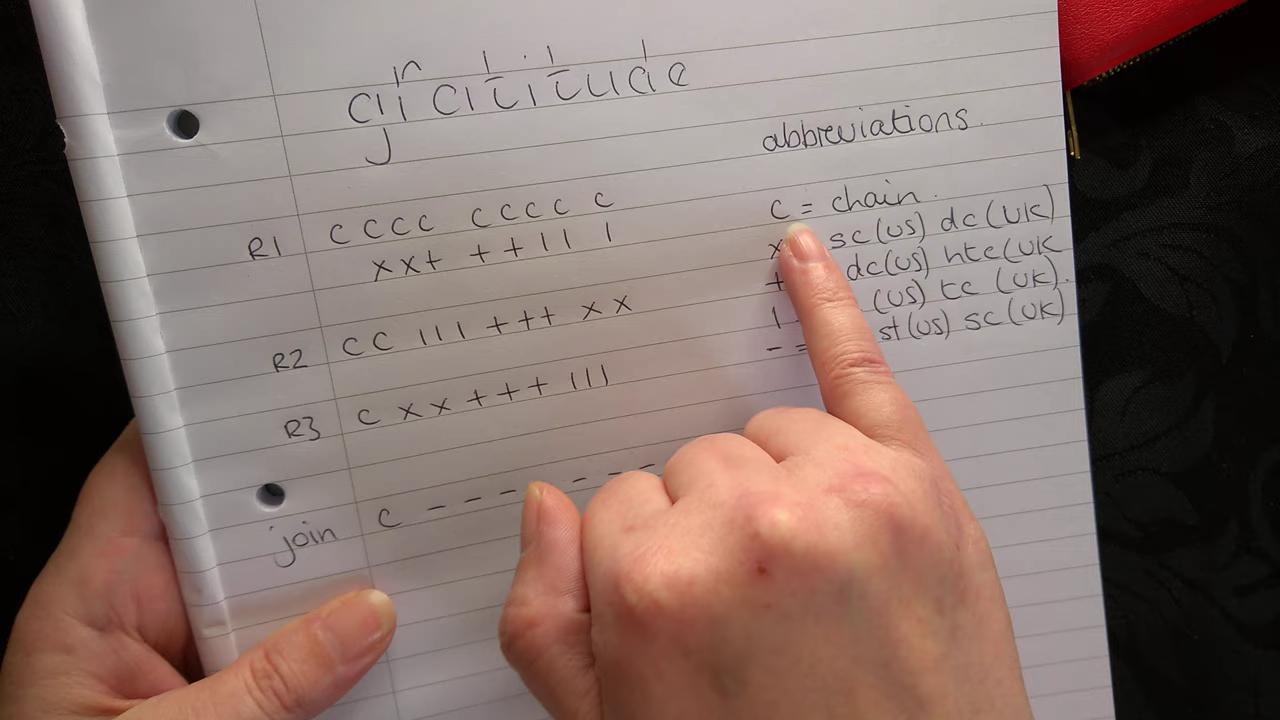 gratitude
abbreviations.
R1 c c c c c c c c c
x x + + + l l l
R2 c c l l l + + + x x
R3 c x x + + + l l l
join c - - - - - -
c = chain.
x sc (us) dc (UK)
+ dc (us) htc (UK
l (us) tc (UK).
- = st (us) sc (UK)